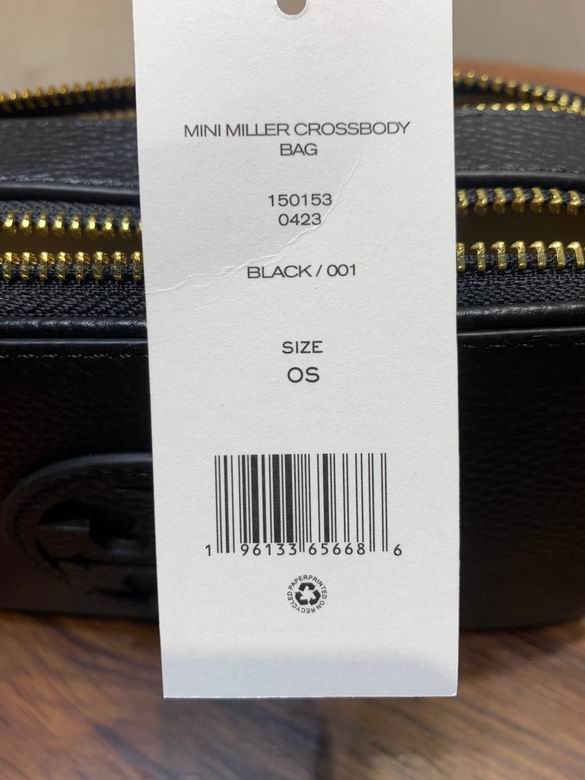 MINI MILLER CROSSBODY
BAG
150153
0423
BLACK / 001
SIZE
OS
1 96133 65668 6
PRINTED ON RECYCLED PAPER